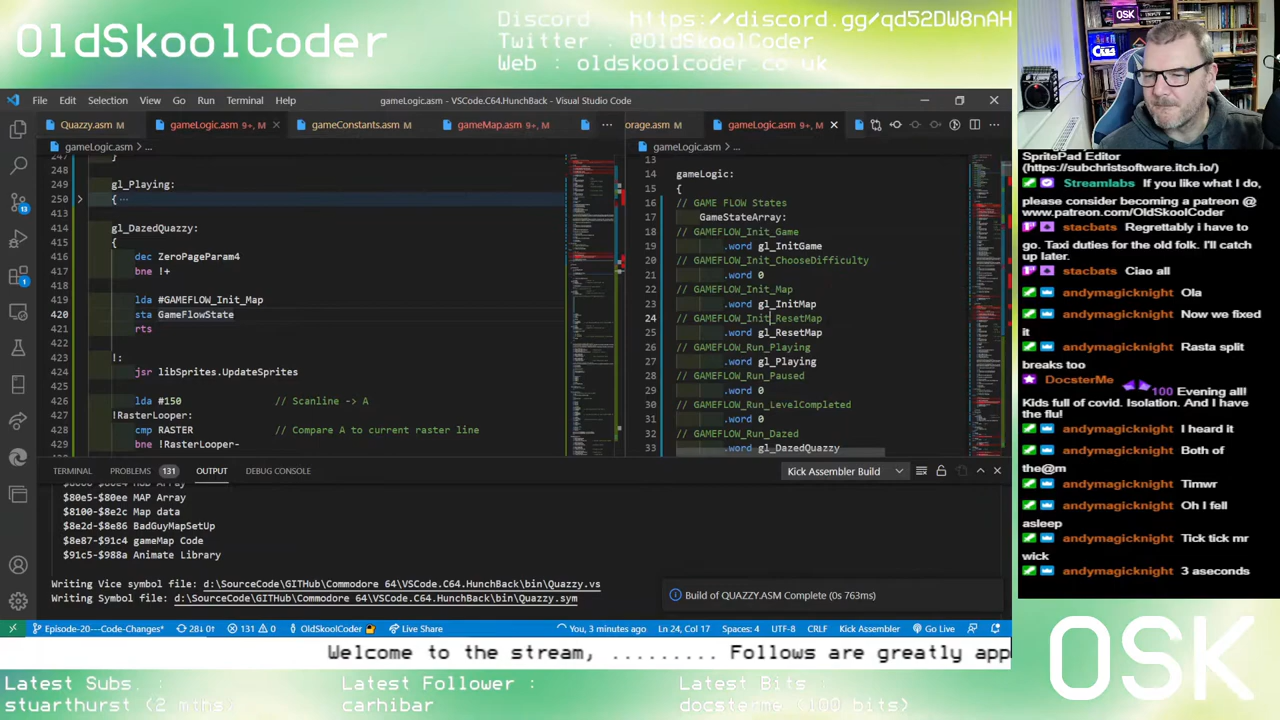 OldSkoolCoder
Discord : https://discord.gg/qd52DW8nAH
Twitter : @OldSkoolCoder
Web : oldskoolcoder.co.uk
File Edit Selection View Go Run Terminal Help
gameLogic.asm - VSCode.C64.HunchBack - Visual Studio Code
Quazzy.asm M
gameLogic.asm 9+, M
gameConstants.asm M
gameMap.asm 9+, M
orage.asm M
gameLogic.asm 9+, M
gameLogic.asm > ...
gameLogic.asm > ...
247 }
248
249 gl_Playing:
250 { ...
413
414 gl_DazedQuazzy:
415 {
416 dec ZeroPageParam4
417 bne !+
418
419 lda #GAMEFLOW_Init_Map
420 sta GameFlowState
421 rts
422
423 !:
424 jsr libSprites.UpdateSprites
425
426 lda #150 // Scanline -> A
427 !RasterLooper:
428 cmp RASTER // Compare A to current raster line
429 bne !RasterLooper-
13
14 gameLogic:
15 {
16 // GAME FLOW States
17 GameStateArray:
18 // GAMEFLOW_Init_Game
19 .word gl_InitGame
20 // GAMEFLOW_Init_ChooseDifficulty
21 .word 0
22 // GAMEFLOW_Init_Map
23 .word gl_InitMap
24 // GAMEFLOW_Init_ResetMap
25 .word gl_ResetMap
26 // GAMEFLOW_Run_Playing
27 .word gl_Playing
28 // GAMEFLOW_Run_Paused
29 .word 0
30 // GAMEFLOW_Run_LevelCompleted
31 .word 0
32 // GAMEFLOW_Run_Dazed
33 .word gl_DazedQuazzy
TERMINAL PROBLEMS 131 OUTPUT DEBUG CONSOLE
Kick Assembler Build
$80e5-$80ee MAP Array
$8100-$8e2c Map data
$8e2d-$8e86 BadGuyMapSetUp
$8e87-$91c4 gameMap Code
$91c5-$988a Animate Library
Writing Vice symbol file: d:\SourceCode\GITHub\Commodore 64\VSCode.C64.HunchBack\bin\Quazzy.vs
Writing Symbol file: d:\SourceCode\GITHub\Commodore 64\VSCode.C64.HunchBack\bin\Quazzy.sym
Build of QUAZZY.ASM Complete (0s 763ms)
Episode-20---Code-Changes* 28↓ 0↑ 131 0 OldSkoolCoder Live Share You, 3 minutes ago Ln 24, Col 17 Spaces: 4 UTF-8 CRLF Kick Assembler Go Live
Welcome to the stream, ......... Follows are greatly app
Latest Subs. :
stuarthurst (2 mths
Latest Follower :
carhibar
Latest Bits :
docsterme (100 bits)
OSK
SpritePad Editor
(https://subchristsoftware.itch.io/)
Streamlabs If you like what I do,
please consider becoming a patreon @
www.patreon.com/OldSkoolCoder
stacbats Regrettably i have to
go. Taxi duties for the old folk. I'll catch
up later.
stacbats Ciao all
andymagicknight Ola
andymagicknight Now we fixed
it
andymagicknight Rasta split
breaks too
DocsterMe 100 Evening all!
Kids full of covid. Isolation. And I have
the flu!
andymagicknight I heard it
andymagicknight Both of
the@m
andymagicknight Timwr
andymagicknight Oh I fell
asleep
andymagicknight Tick tick mr
wick
andymagicknight 3 aseconds
OSK